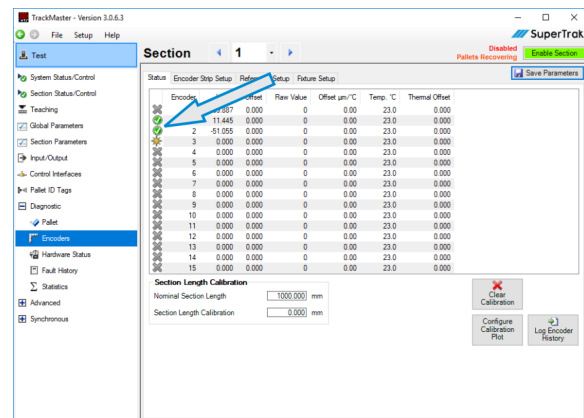 TrackMaster - Version 3.0.6.3
File Setup Help
SuperTrak
Test
Section 1
Disabled
Pallets Recovering
Enable Section
Save Parameters
System Status/Control
Section Status/Control
Teaching
Global Parameters
Section Parameters
Input/Output
Control Interfaces
Pallet ID Tags
Diagnostic
Pallet
Encoders
Hardware Status
Fault History
Statistics
Advanced
Synchronous
Status Encoder Strip Setup Setup Fixture Setup
Encoder Offset Raw Value Offset µm/°C Temp. °C Thermal Offset
0.000 0 0.00 23.0 0.000
11.445 0.000 0 0.00 23.0 0.000
2 -51.055 0.000 0 0.00 23.0 0.000
3 0.000 0.000 0 0.00 23.0 0.000
4 0.000 0.000 0 0.00 23.0 0.000
5 0.000 0.000 0 0.00 23.0 0.000
6 0.000 0.000 0 0.00 23.0 0.000
7 0.000 0.000 0 0.00 23.0 0.000
8 0.000 0.000 0 0.00 23.0 0.000
9 0.000 0.000 0 0.00 23.0 0.000
10 0.000 0.000 0 0.00 23.0 0.000
11 0.000 0.000 0 0.00 23.0 0.000
12 0.000 0.000 0 0.00 23.0 0.000
13 0.000 0.000 0 0.00 23.0 0.000
14 0.000 0.000 0 0.00 23.0 0.000
15 0.000 0.000 0 0.00 23.0 0.000
Section Length Calibration
Nominal Section Length 1000.000 mm
Section Length Calibration 0.000 mm
Clear
Calibration
Configure
Calibration
Plot
Log Encoder
History